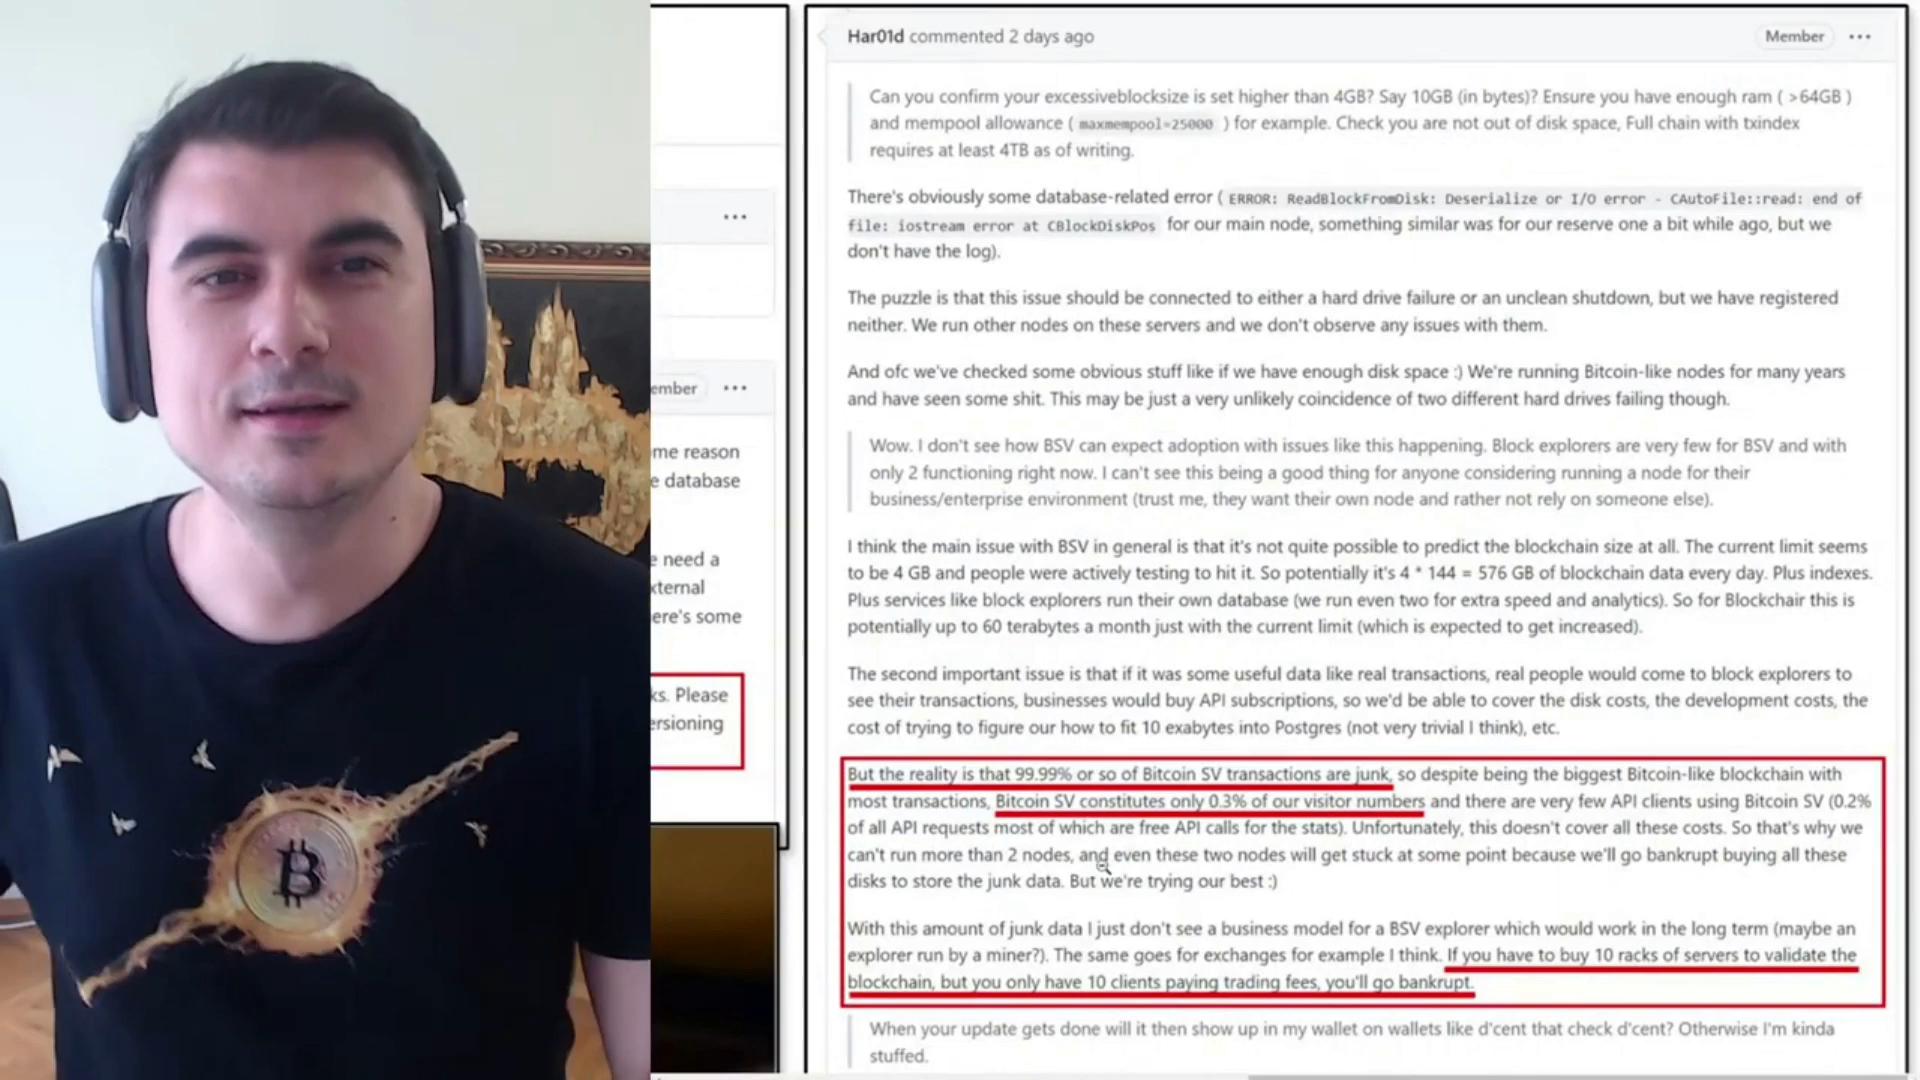 me reason
e database
e need a
xternal
ere's some
ks. Please
ersioning
ember
Har01d commented 2 days ago
Member
Can you confirm your excessiveblocksize is set higher than 4GB? Say 10GB (in bytes)? Ensure you have enough ram ( >64GB )
and mempool allowance ( maxmempool=25000 ) for example. Check you are not out of disk space, Full chain with txindex
requires at least 4TB as of writing.
There's obviously some database-related error ( ERROR: ReadBlockFromDisk: Deserialize or I/O error - CAutoFile::read: end of
file: iostream error at CBlockDiskPos for our main node, something similar was for our reserve one a bit while ago, but we
don't have the log).
The puzzle is that this issue should be connected to either a hard drive failure or an unclean shutdown, but we have registered
neither. We run other nodes on these servers and we don't observe any issues with them.
And ofc we've checked some obvious stuff like if we have enough disk space :) We're running Bitcoin-like nodes for many years
and have seen some shit. This may be just a very unlikely coincidence of two different hard drives failing though.
Wow. I don't see how BSV can expect adoption with issues like this happening. Block explorers are very few for BSV and with
only 2 functioning right now. I can't see this being a good thing for anyone considering running a node for their
business/enterprise environment (trust me, they want their own node and rather not rely on someone else).
I think the main issue with BSV in general is that it's not quite possible to predict the blockchain size at all. The current limit seems
to be 4 GB and people were actively testing to hit it. So potentially it's 4 * 144 = 576 GB of blockchain data every day. Plus indexes.
Plus services like block explorers run their own database (we run even two for extra speed and analytics). So for Blockchair this is
potentially up to 60 terabytes a month just with the current limit (which is expected to get increased).
The second important issue is that if it was some useful data like real transactions, real people would come to block explorers to
see their transactions, businesses would buy API subscriptions, so we'd be able to cover the disk costs, the development costs, the
cost of trying to figure our how to fit 10 exabytes into Postgres (not very trivial I think), etc.
But the reality is that 99.99% or so of Bitcoin SV transactions are junk, so despite being the biggest Bitcoin-like blockchain with
most transactions, Bitcoin SV constitutes only 0.3% of our visitor numbers and there are very few API clients using Bitcoin SV (0.2%
of all API requests most of which are free API calls for the stats). Unfortunately, this doesn't cover all these costs. So that's why we
can't run more than 2 nodes, and even these two nodes will get stuck at some point because we'll go bankrupt buying all these
disks to store the junk data. But we're trying our best :)
With this amount of junk data I just don't see a business model for a BSV explorer which would work in the long term (maybe an
explorer run by a miner?). The same goes for exchanges for example I think. If you have to buy 10 racks of servers to validate the
blockchain, but you only have 10 clients paying trading fees, you'll go bankrupt.
When your update gets done will it then show up in my wallet on wallets like d'cent that check d'cent? Otherwise I'm kinda
stuffed.